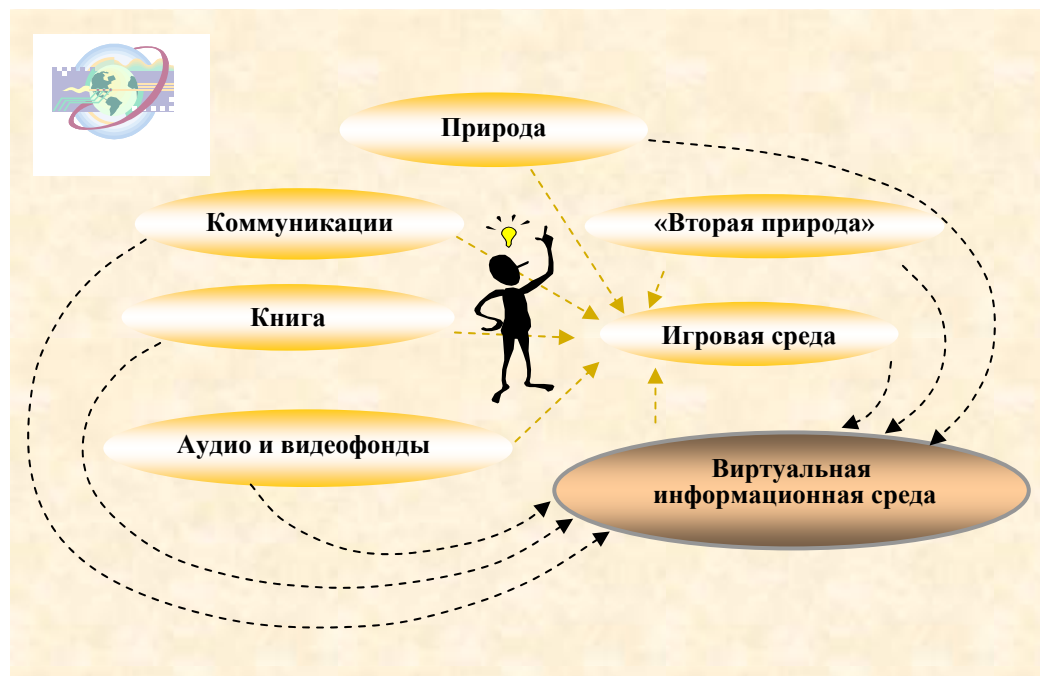 Природа
Коммуникации
«Вторая природа»
Книга
Игровая среда
Аудио и видеофонды
Виртуальная
информационная среда